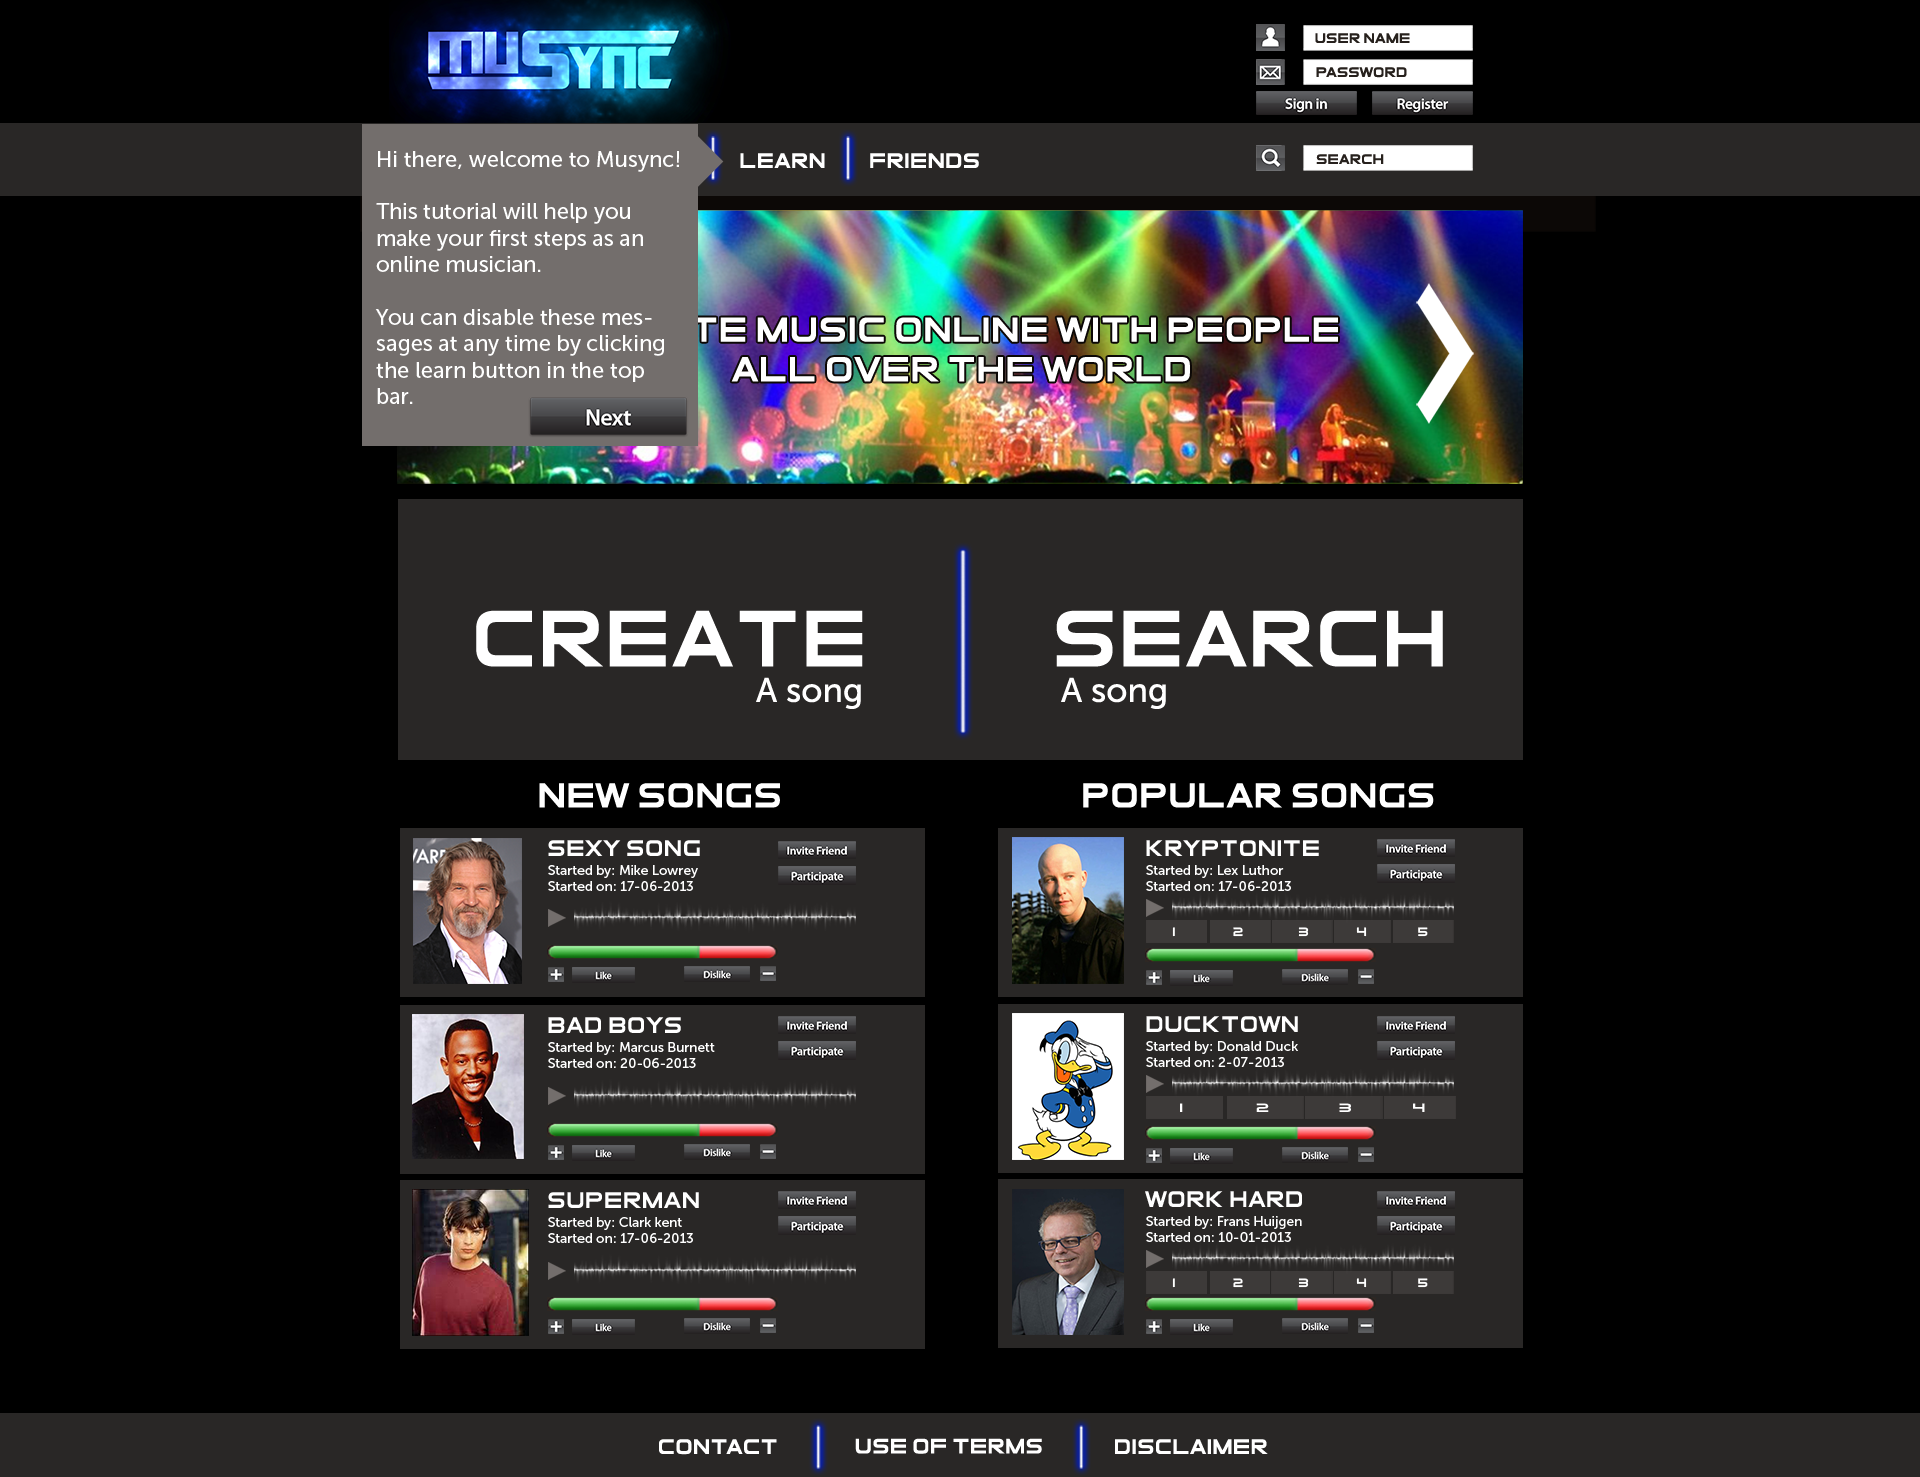 MUSYNC
USER NAME
PASSWORD
Sign in
Register
Hi there, welcome to Musync!
This tutorial will help you
make your first steps as an
online musician.
You can disable these mes-
sages at any time by clicking
the learn button in the top
bar.
Next
LEARN
FRIENDS
SEARCH
TE MUSIC ONLINE WITH PEOPLE
ALL OVER THE WORLD
CREATE
A song
SEARCH
A song
NEW SONGS
SEXY SONG
Invite Friend
Started by: Mike Lowrey
Participate
Started on: 17-06-2013
Like
Dislike
BAD BOYS
Invite Friend
Started by: Marcus Burnett
Participate
Started on: 20-06-2013
Like
Dislike
SUPERMAN
Invite Friend
Started by: Clark kent
Participate
Started on: 17-06-2013
Like
Dislike
POPULAR SONGS
KRYPTONITE
Invite Friend
Started by: Lex Luthor
Participate
Started on: 17-06-2013
1 2 3 4 5
Like
Dislike
DUCKTOWN
Invite Friend
Started by: Donald Duck
Participate
Started on: 2-07-2013
1 2 3 4
Like
Dislike
WORK HARD
Invite Friend
Started by: Frans Huijgen
Participate
Started on: 10-01-2013
1 2 3 4 5
Like
Dislike
CONTACT
USE OF TERMS
DISCLAIMER